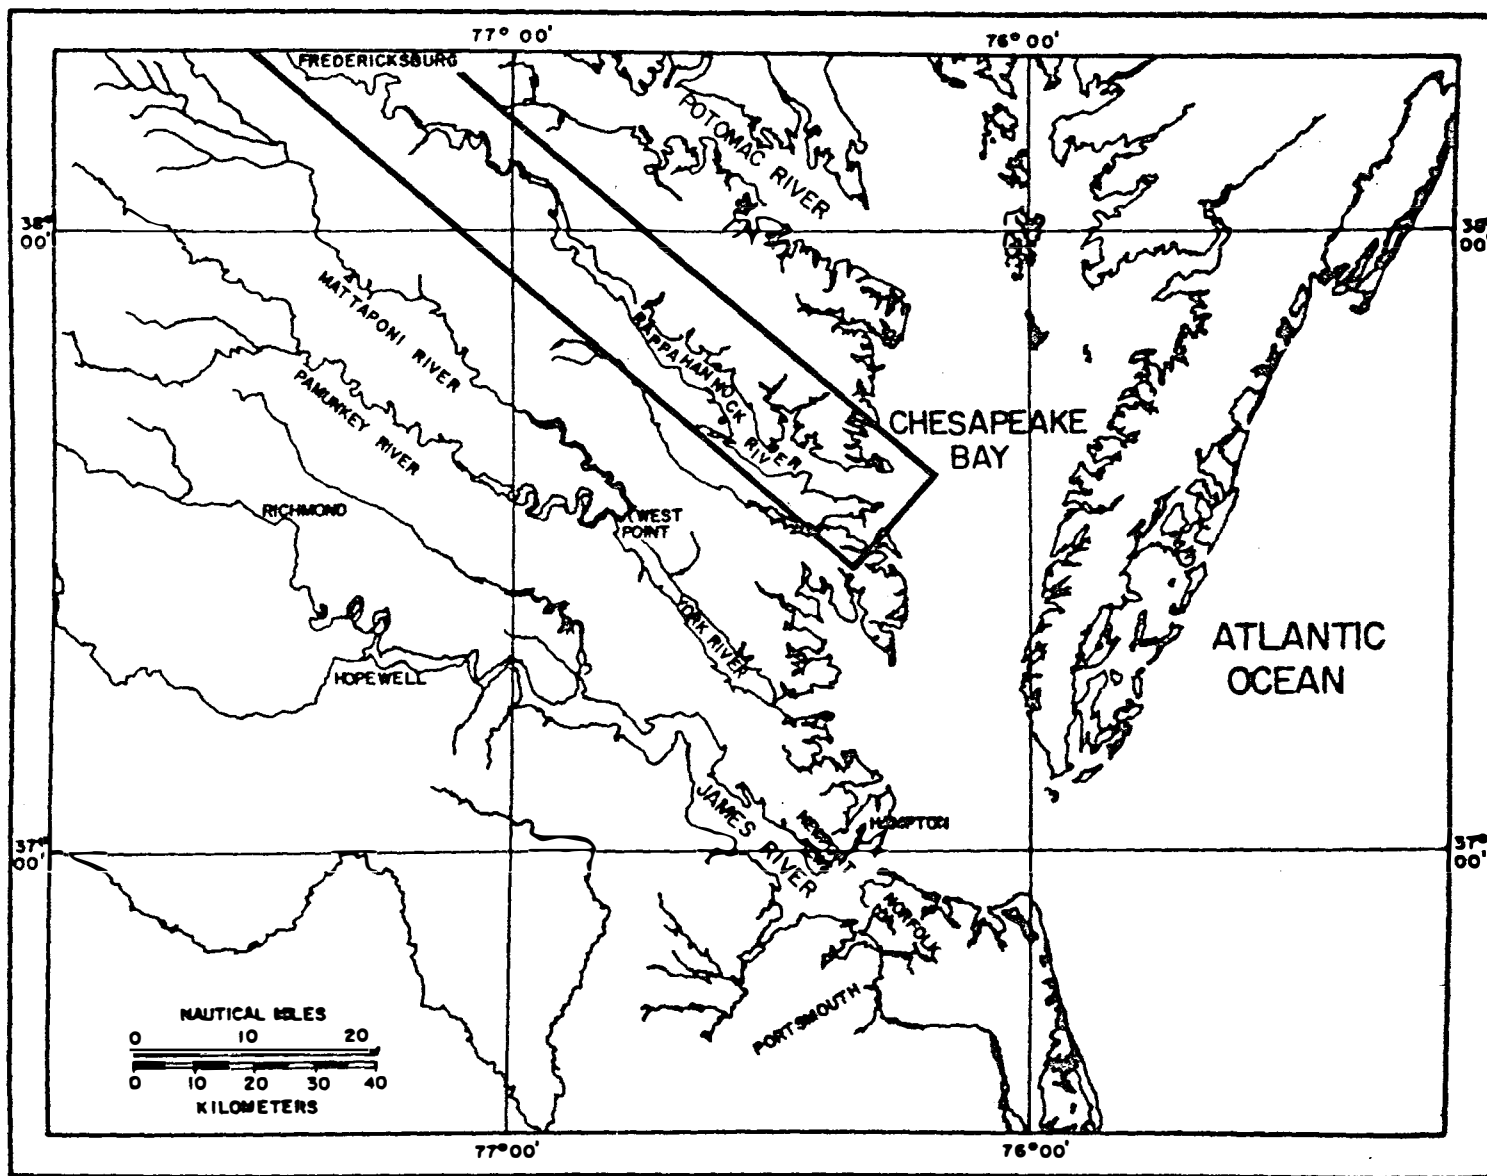 77° 00'
76° 00'
FREDERICKSBURG
POTOMAC RIVER
38°
00'
38°
00'
MATTAPONI RIVER
RAPPAHANNOCK RIVER
PAMUNKEY RIVER
CHESAPEAKE
BAY
RICHMOND
WEST
POINT
YORK RIVER
ATLANTIC
OCEAN
HOPEWELL
JAMES RIVER
NEWPORT
HAMPTON
37°
00'
37°
00'
NORFOLK
PORTSMOUTH
NAUTICAL MILES
0 10 20
0 10 20 30 40
KILOMETERS
77°00'
76°00'